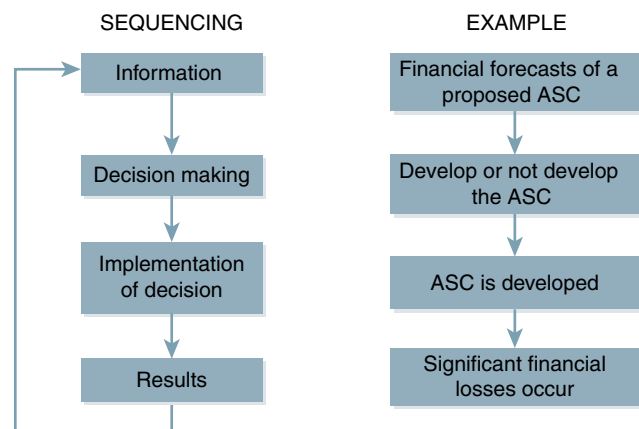 SEQUENCING
Information
Decision making
Implementation
of decision
Results
EXAMPLE
Financial forecasts of a
proposed ASC
Develop or not develop
the ASC
ASC is developed
Significant financial
losses occur